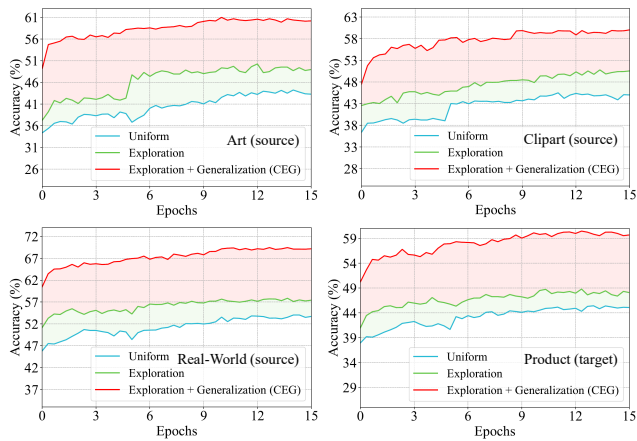 61
56
51
46
41
36
31
26
Accuracy (%)
Uniform
Exploration
Exploration + Generalization (CEG)
Art (source)
0 3 6 9 12 15
Epochs
63
58
53
48
43
38
33
28
Accuracy (%)
Uniform
Exploration
Exploration + Generalization (CEG)
Clipart (source)
0 3 6 9 12 15
Epochs
72
67
62
57
52
47
42
37
Accuracy (%)
Uniform
Exploration
Exploration + Generalization (CEG)
Real-World (source)
0 3 6 9 12 15
Epochs
59
54
49
44
39
34
29
Accuracy (%)
Uniform
Exploration
Exploration + Generalization (CEG)
Product (target)
0 3 6 9 12 15
Epochs